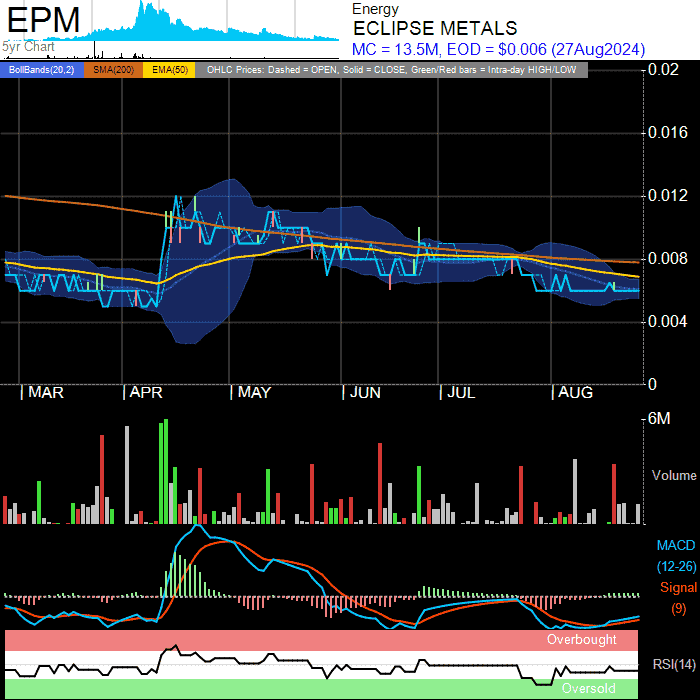 EPM
5yr Chart
Energy
ECLIPSE METALS
MC = 13.5M, EOD = $0.006 (27Aug2024)
BollBands(20,2) SMA(200) EMA(50) OHLC Prices: Dashed = OPEN, Solid = CLOSE, Green/Red bars = Intra-day HIGH/LOW
0.02
0.016
0.012
0.008
0.004
0
| MAR | APR | MAY | JUN | JUL | AUG
6M
Volume
MACD
(12-26)
Signal
(9)
Overbought
RSI(14)
Oversold